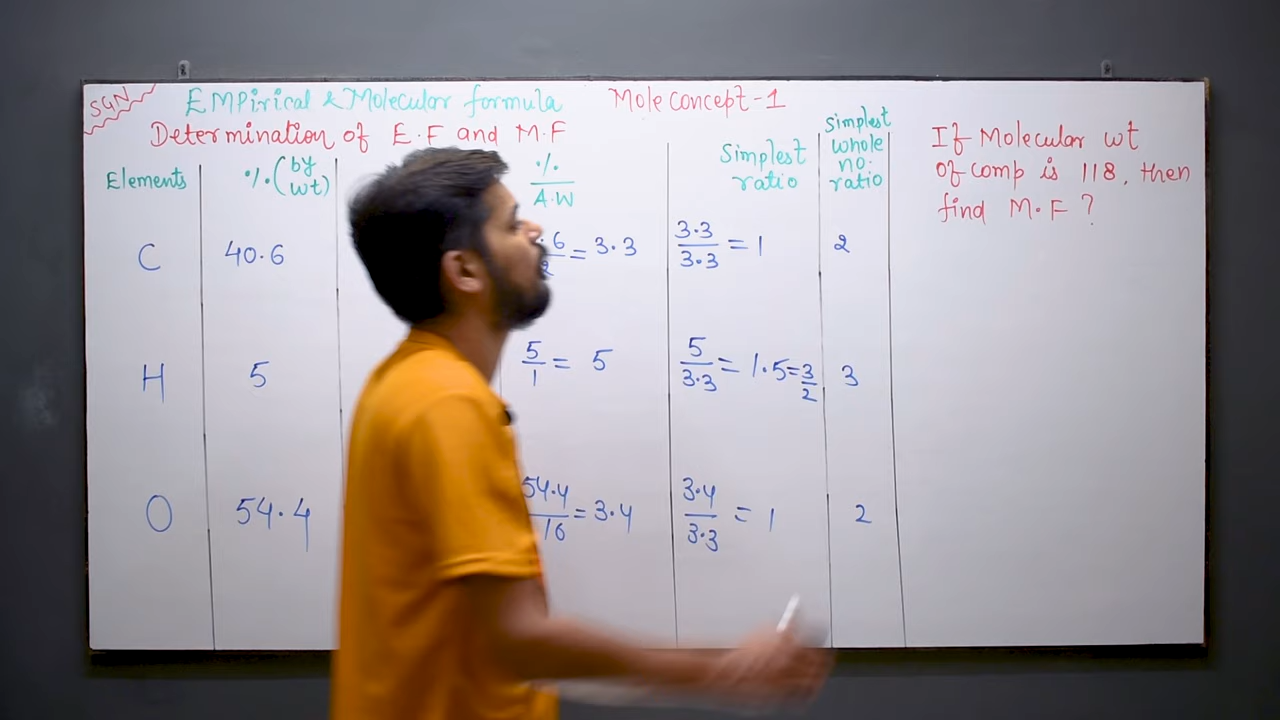 SGN
EMPirical & Molecular formula
Mole Concept-1
Determination of E.F and M.F
Elements
%.(by wt)
%. / A.W
Simplest ratio
Simplest whole no. ratio
C 40.6 .6/2 = 3.3 3.3/3.3 = 1 2
H 5 5/1 = 5 5/3.3 = 1.5 = 3/2 3
O 54.4 54.4/16 = 3.4 3.4/3.3 = 1 2
If Molecular wt
of comp is 118, then
find M.F ?